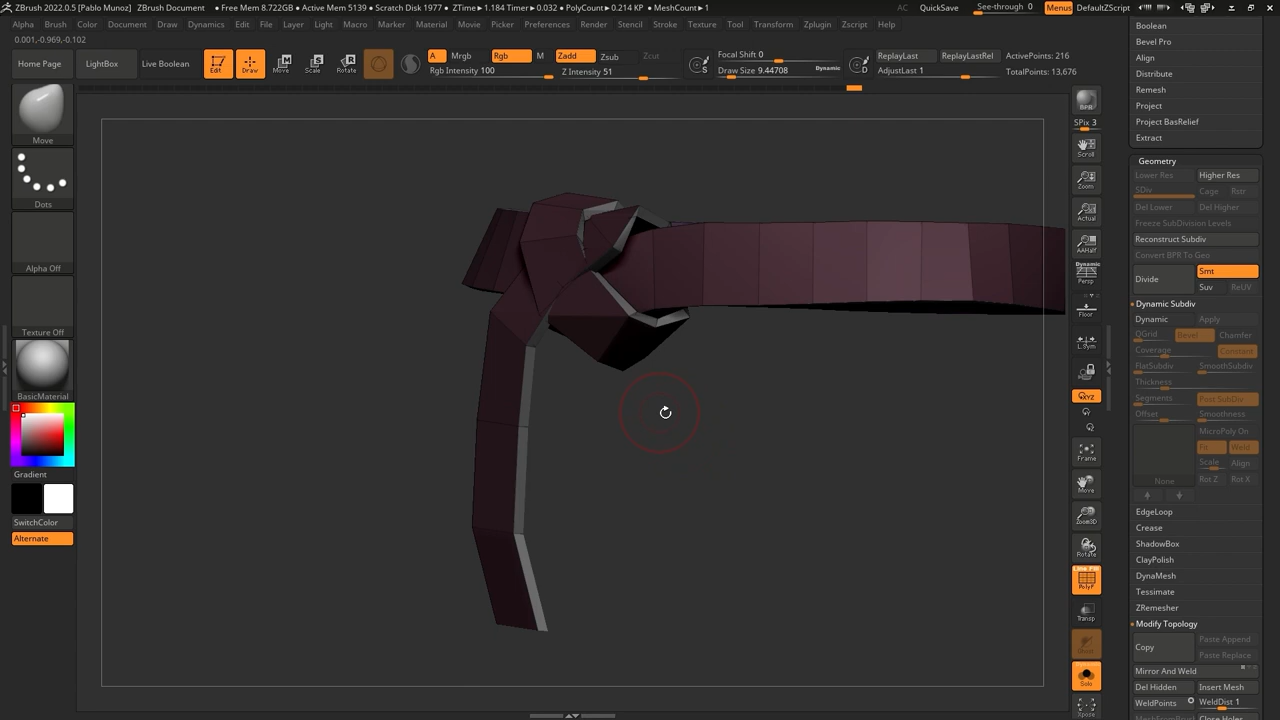 ZBrush 2022.0.5 [Pablo Munoz] ZBrush Document • Free Mem 8.722GB • Active Mem 5139 • Scratch Disk 1977 • ZTime▸1.184 Timer▸0.032 • PolyCount▸0.214 KP • MeshCount▸1
AC QuickSave See-through 0 Menus DefaultZScript
Alpha Brush Color Document Draw Dynamics Edit File Layer Light Macro Marker Material Movie Picker Preferences Render Stencil Stroke Texture Tool Transform Zplugin Zscript Help
0.001,-0.969,-0.102
Home Page LightBox Live Boolean
Edit Draw Move Scale Rotate
A Mrgb Rgb M Zadd Zsub Zcut
Rgb Intensity 100 Z Intensity 51
S
Focal Shift 0
Draw Size 9.44708 Dynamic
D
ReplayLast ReplayLastRel ActivePoints: 216
AdjustLast 1 TotalPoints: 13,676
Move
Dots
Alpha Off
Texture Off
BasicMaterial
Gradient
SwitchColor
Alternate
BPR
SPix 3
Scroll
Zoom
Actual
AAHalf
Dynamic
Persp
Floor
L.Sym
XYZ
Frame
Move
Zoom3D
Rotate
Line Fill
PolyF
Transp
Ghost
Solo
Xpose
Boolean
Bevel Pro
Align
Distribute
Remesh
Project
Project BasRelief
Extract
Geometry
Lower Res Higher Res
SDiv Cage Rstr
Del Lower Del Higher
Freeze SubDivision Levels
Reconstruct Subdiv
Convert BPR To Geo
Divide Smt
Suv ReUV
Dynamic Subdiv
Dynamic Apply
QGrid Bevel Chamfer
Coverage Constant
FlatSubdiv SmoothSubdiv
Thickness
Segments Post SubDiv
Offset Smoothness
MicroPoly On
Fit Weld
Scale Align
None Rot Z Rot X
EdgeLoop
Crease
ShadowBox
ClayPolish
DynaMesh
Tessimate
ZRemesher
Modify Topology
Copy Paste Append
Paste Replace
Mirror And Weld
Del Hidden Insert Mesh
WeldPoints WeldDist 1
Close Holes